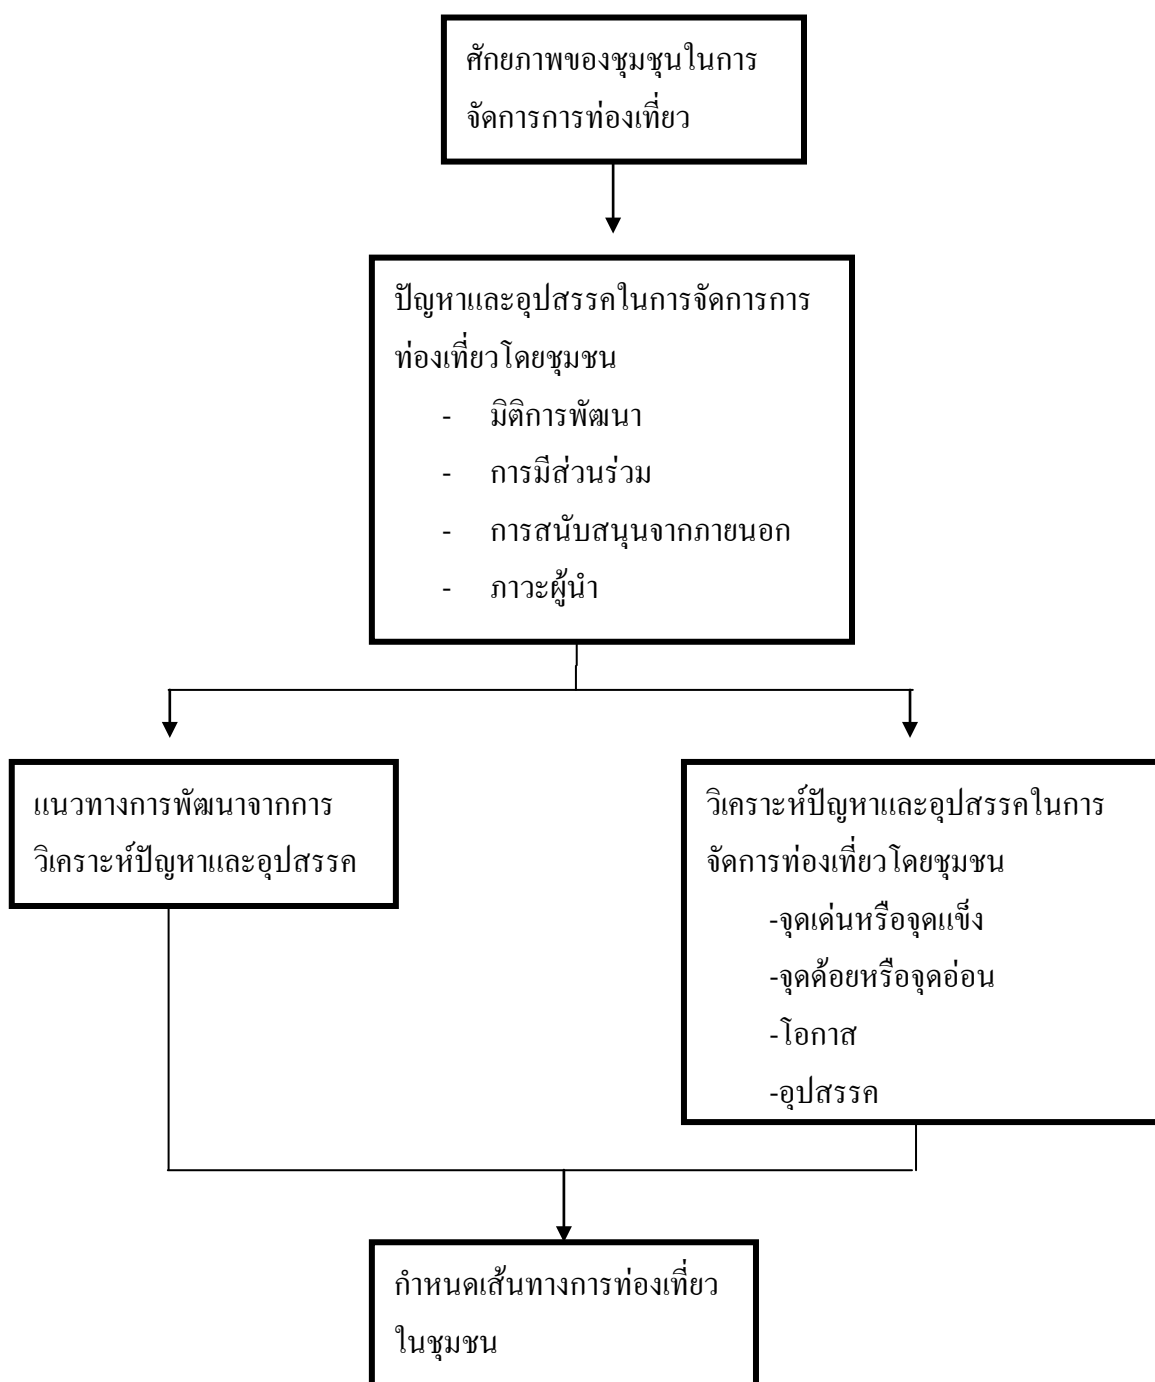 ศักยภาพของชุมชุนในการ
จัดการการท่องเที่ยว
ปัญหาและอุปสรรคในการจัดการการ
ท่องเที่ยวโดยชุมชน
- มิติการพัฒนา
- การมีส่วนร่วม
- การสนับสนุนจากภายนอก
- ภาวะผู้นำ
แนวทางการพัฒนาจากการ
วิเคราะห์ปัญหาและอุปสรรค
วิเคราะห์ปัญหาและอุปสรรคในการ
จัดการท่องเที่ยวโดยชุมชน
-จุดเด่นหรือจุดแข็ง
-จุดด้อยหรือจุดอ่อน
-โอกาส
-อุปสรรค
กำหนดเส้นทางการท่องเที่ยว
ในชุมชน